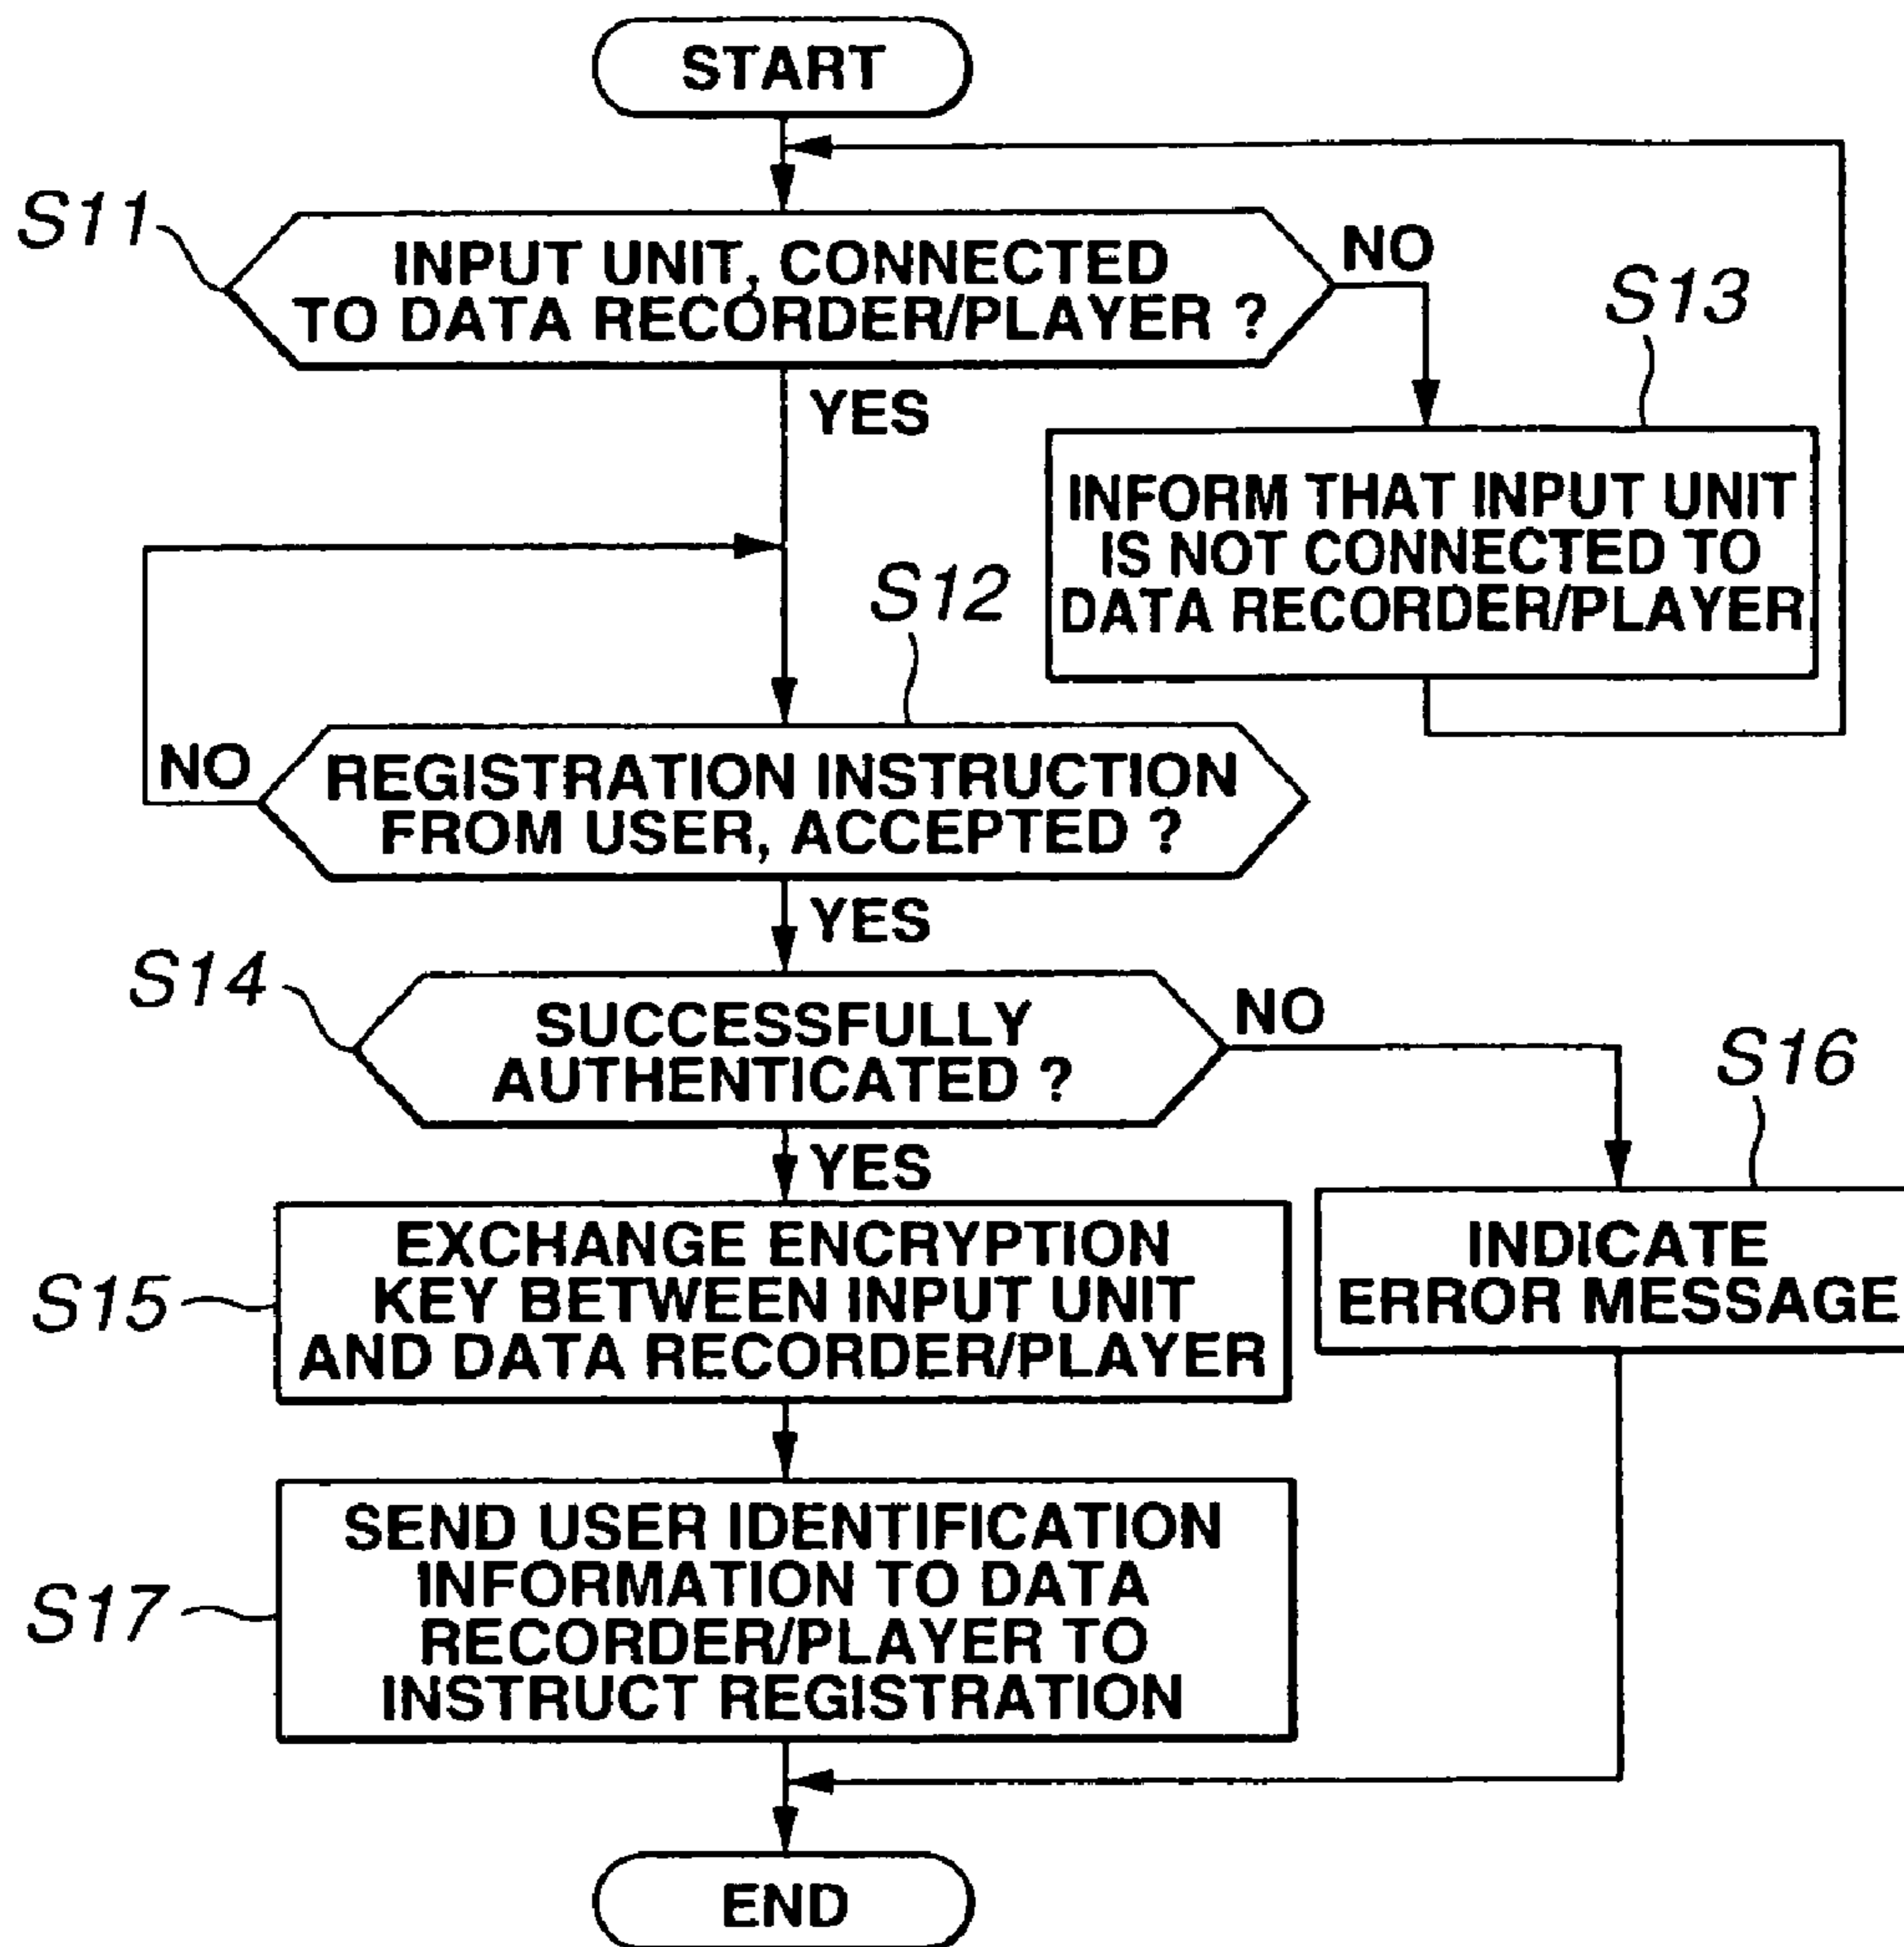 START
S11
INPUT UNIT, CONNECTED
TO DATA RECORDER/PLAYER ?
NO
S13
YES
INFORM THAT INPUT UNIT
IS NOT CONNECTED TO
DATA RECORDER/PLAYER
S12
NO
REGISTRATION INSTRUCTION
FROM USER, ACCEPTED ?
YES
S14
SUCCESSFULLY
AUTHENTICATED ?
NO
S16
YES
EXCHANGE ENCRYPTION
KEY BETWEEN INPUT UNIT
AND DATA RECORDER/PLAYER
S15
INDICATE
ERROR MESSAGE
SEND USER IDENTIFICATION
INFORMATION TO DATA
RECORDER/PLAYER TO
INSTRUCT REGISTRATION
S17
END